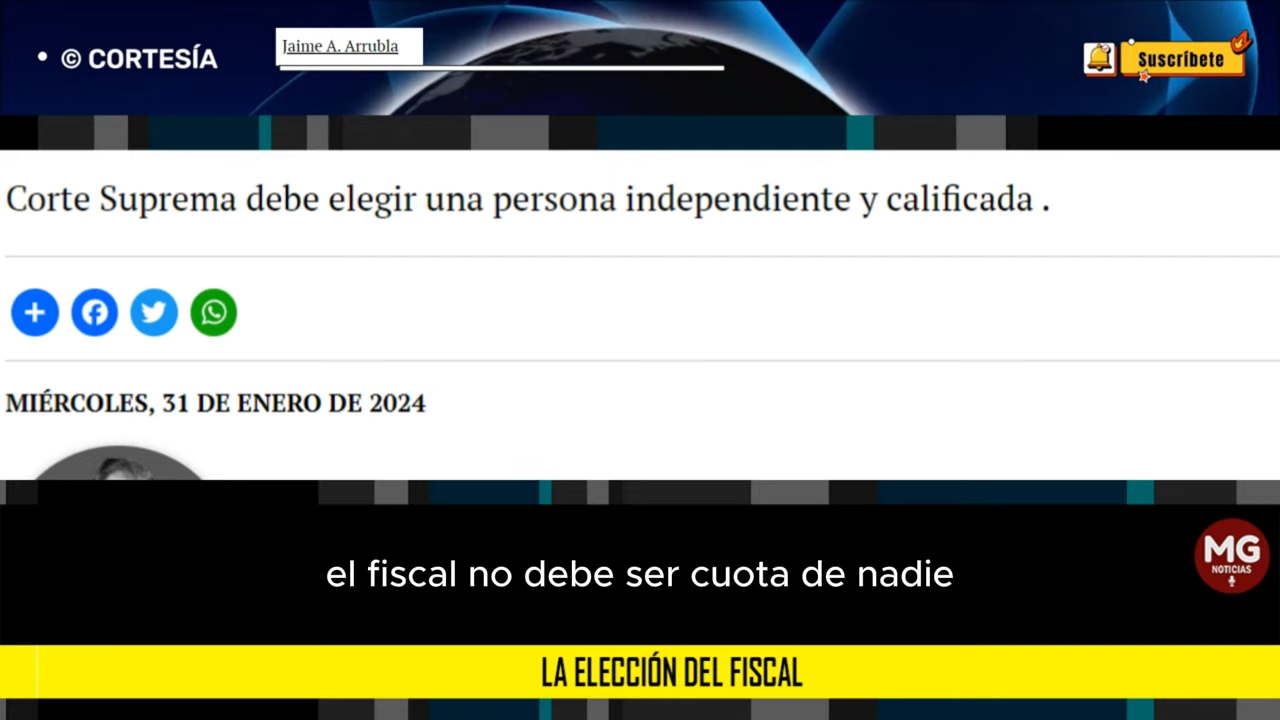 • © CORTESÍA
Jaime A. Arrubla
Suscríbete
Corte Suprema debe elegir una persona independiente y calificada .
MIÉRCOLES, 31 DE ENERO DE 2024
el fiscal no debe ser cuota de nadie
MG
NOTICIAS
LA ELECCIÓN DEL FISCAL